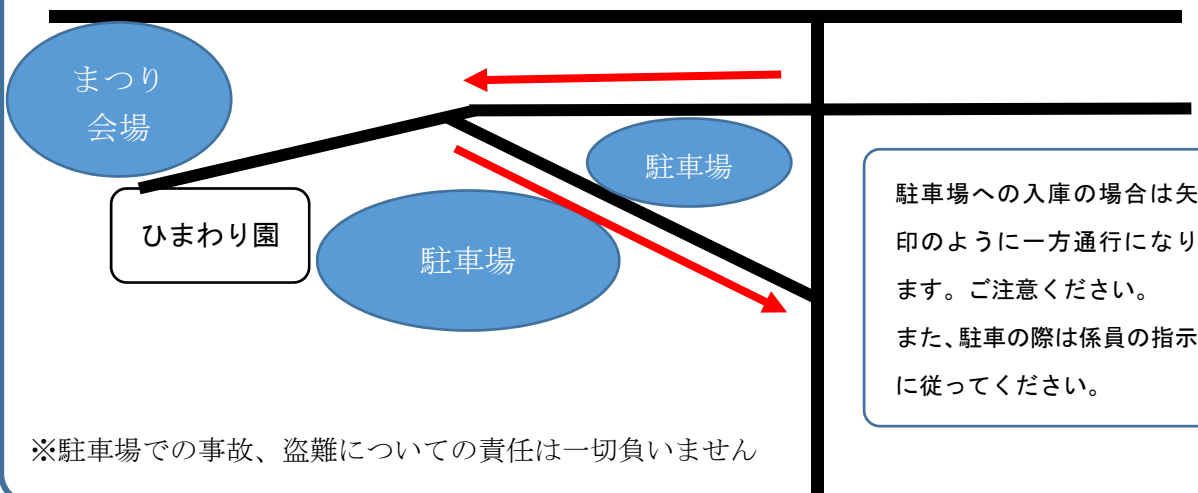 まつり
会場
駐車場
ひまわり園
駐車場
駐車場への入庫の場合は矢
印のように一方通行になり
ます。ご注意ください。
また、駐車の際は係員の指示
に従ってください。
※駐車場での事故、盗難についての責任は一切負いません